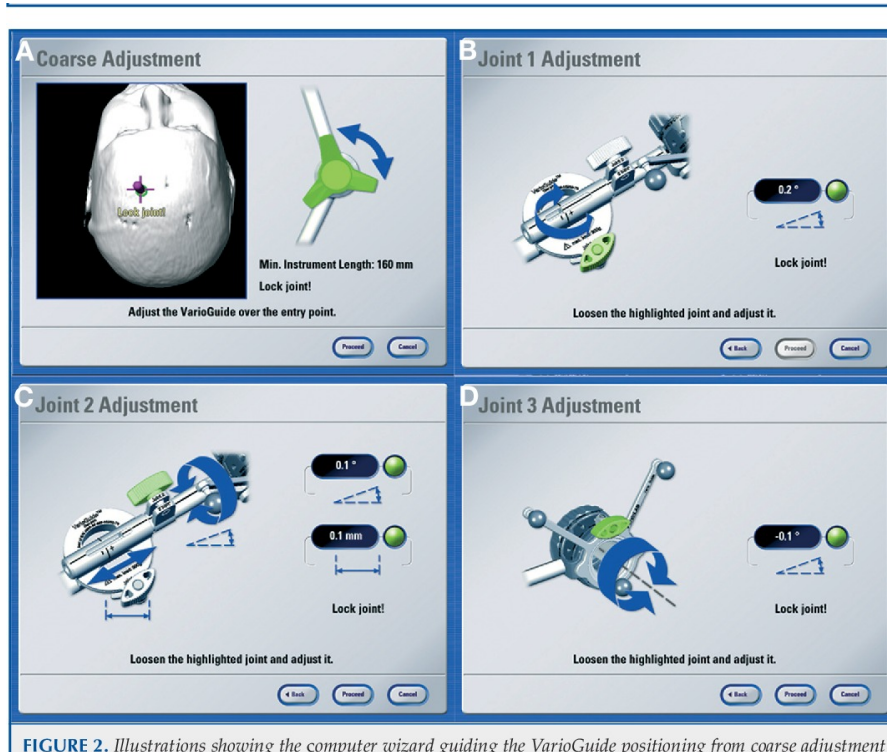 A Coarse Adjustment
Lock joint!
Min. Instrument Length: 160 mm
Lock joint!
Adjust the VarioGuide over the entry point.
Proceed Cancel
B Joint 1 Adjustment
VarioGuide™
0.2 °
Lock joint!
Loosen the highlighted joint and adjust it.
Back Proceed Cancel
C Joint 2 Adjustment
VarioGuide™
0.1 °
0.1 mm
Lock joint!
Loosen the highlighted joint and adjust it.
Back Proceed Cancel
D Joint 3 Adjustment
-0.1 °
Lock joint!
Loosen the highlighted joint and adjust it.
Back Proceed Cancel
FIGURE 2. Illustrations showing the computer wizard guiding the VarioGuide positioning from coarse adjustment